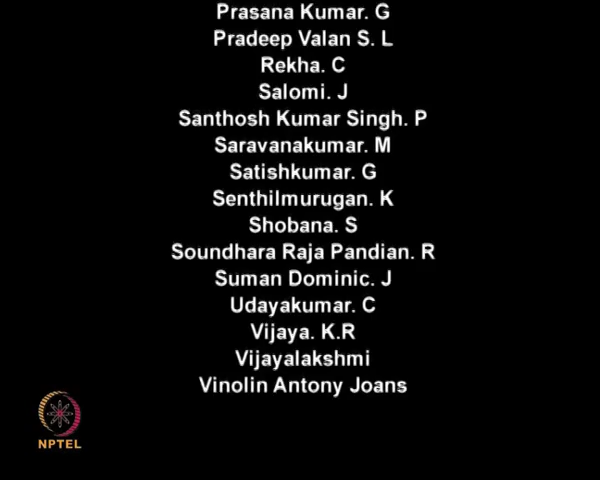 Prasana Kumar. G
Pradeep Valan S. L
Rekha. C
Salomi. J
Santhosh Kumar Singh. P
Saravanakumar. M
Satishkumar. G
Senthilmurugan. K
Shobana. S
Soundhara Raja Pandian. R
Suman Dominic. J
Udayakumar. C
Vijaya. K.R
Vijayalakshmi
Vinolin Antony Joans
NPTEL